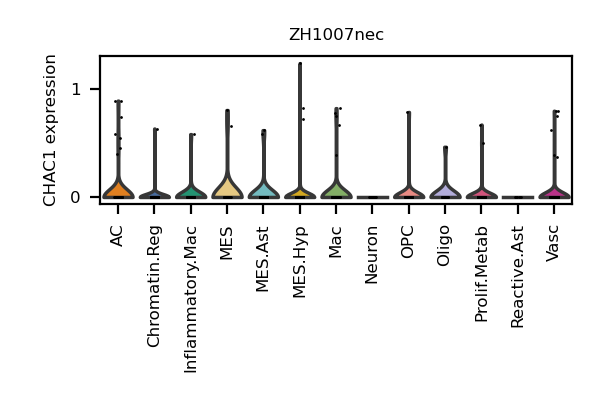 ZH1007nec
CHAC1 expression
1
0
AC
Chromatin.Reg
Inflammatory.Mac
MES
MES.Ast
MES.Hyp
Mac
Neuron
OPC
Oligo
Prolif.Metab
Reactive.Ast
Vasc